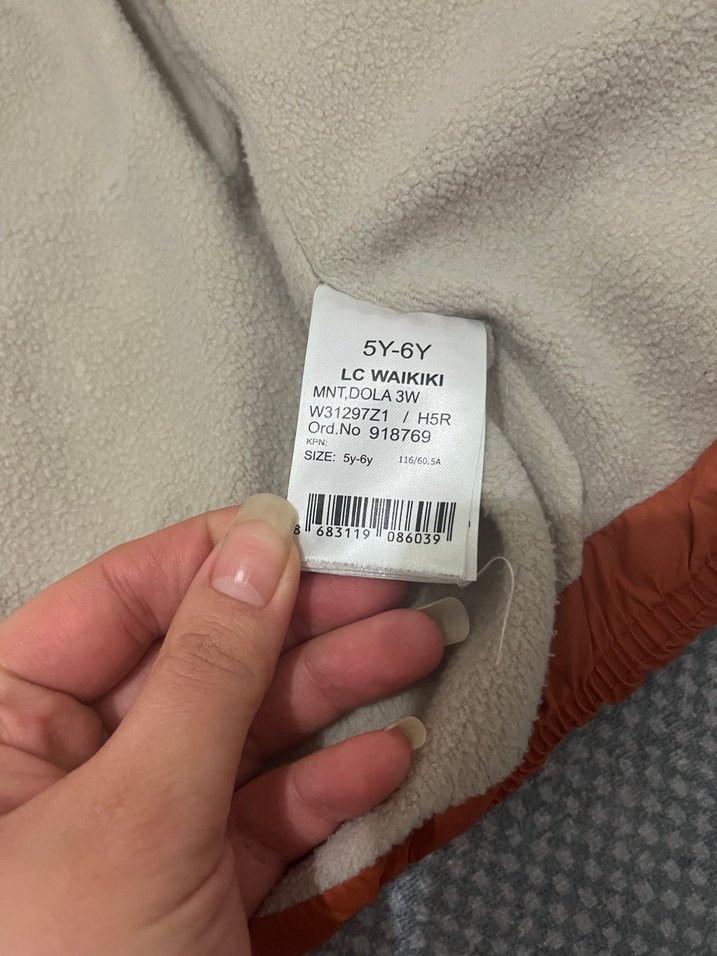 5Y-6Y
LC WAIKIKI
MNT,DOLA 3W
W31297Z1 / H5R
Ord.No 918769
KPN:
SIZE: 5y-6y 116/60.5A
8 683119 086039